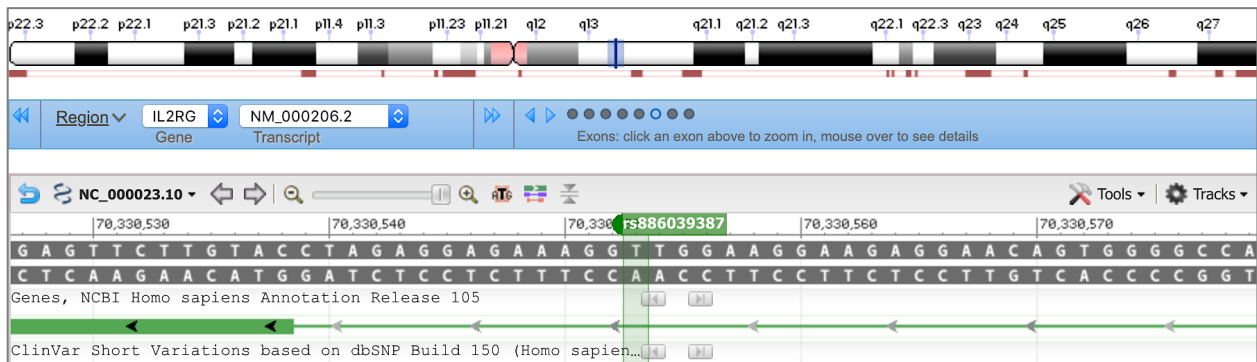 p22.3 p22.2 p22.1 p21.3 p21.2 p21.1 p11.4 p11.3 p11.23 p11.21 q12 q13 q21.1 q21.2 q21.3 q22.1 q22.3 q23 q24 q25 q26 q27
Region IL2RG NM_000206.2
Gene Transcript Exons: click an exon above to zoom in, mouse over to see details
NC_000023.10 ATG Tools Tracks
70,330,530 70,330,540 70,330 rs886039387 70,330,560 70,330,570
G A G T T C T T G T A C C T A G A G G A G A A A G G T T G G A A G G A A G A G G A A C A G T G G G G C C A
C T C A A G A A C A T G G A T C T C C T C T T T C C A A C C T T C C T T C T C C T T G T C A C C C C G G T
Genes, NCBI Homo sapiens Annotation Release 105
ClinVar Short Variations based on dbSNP Build 150 (Homo sapien…